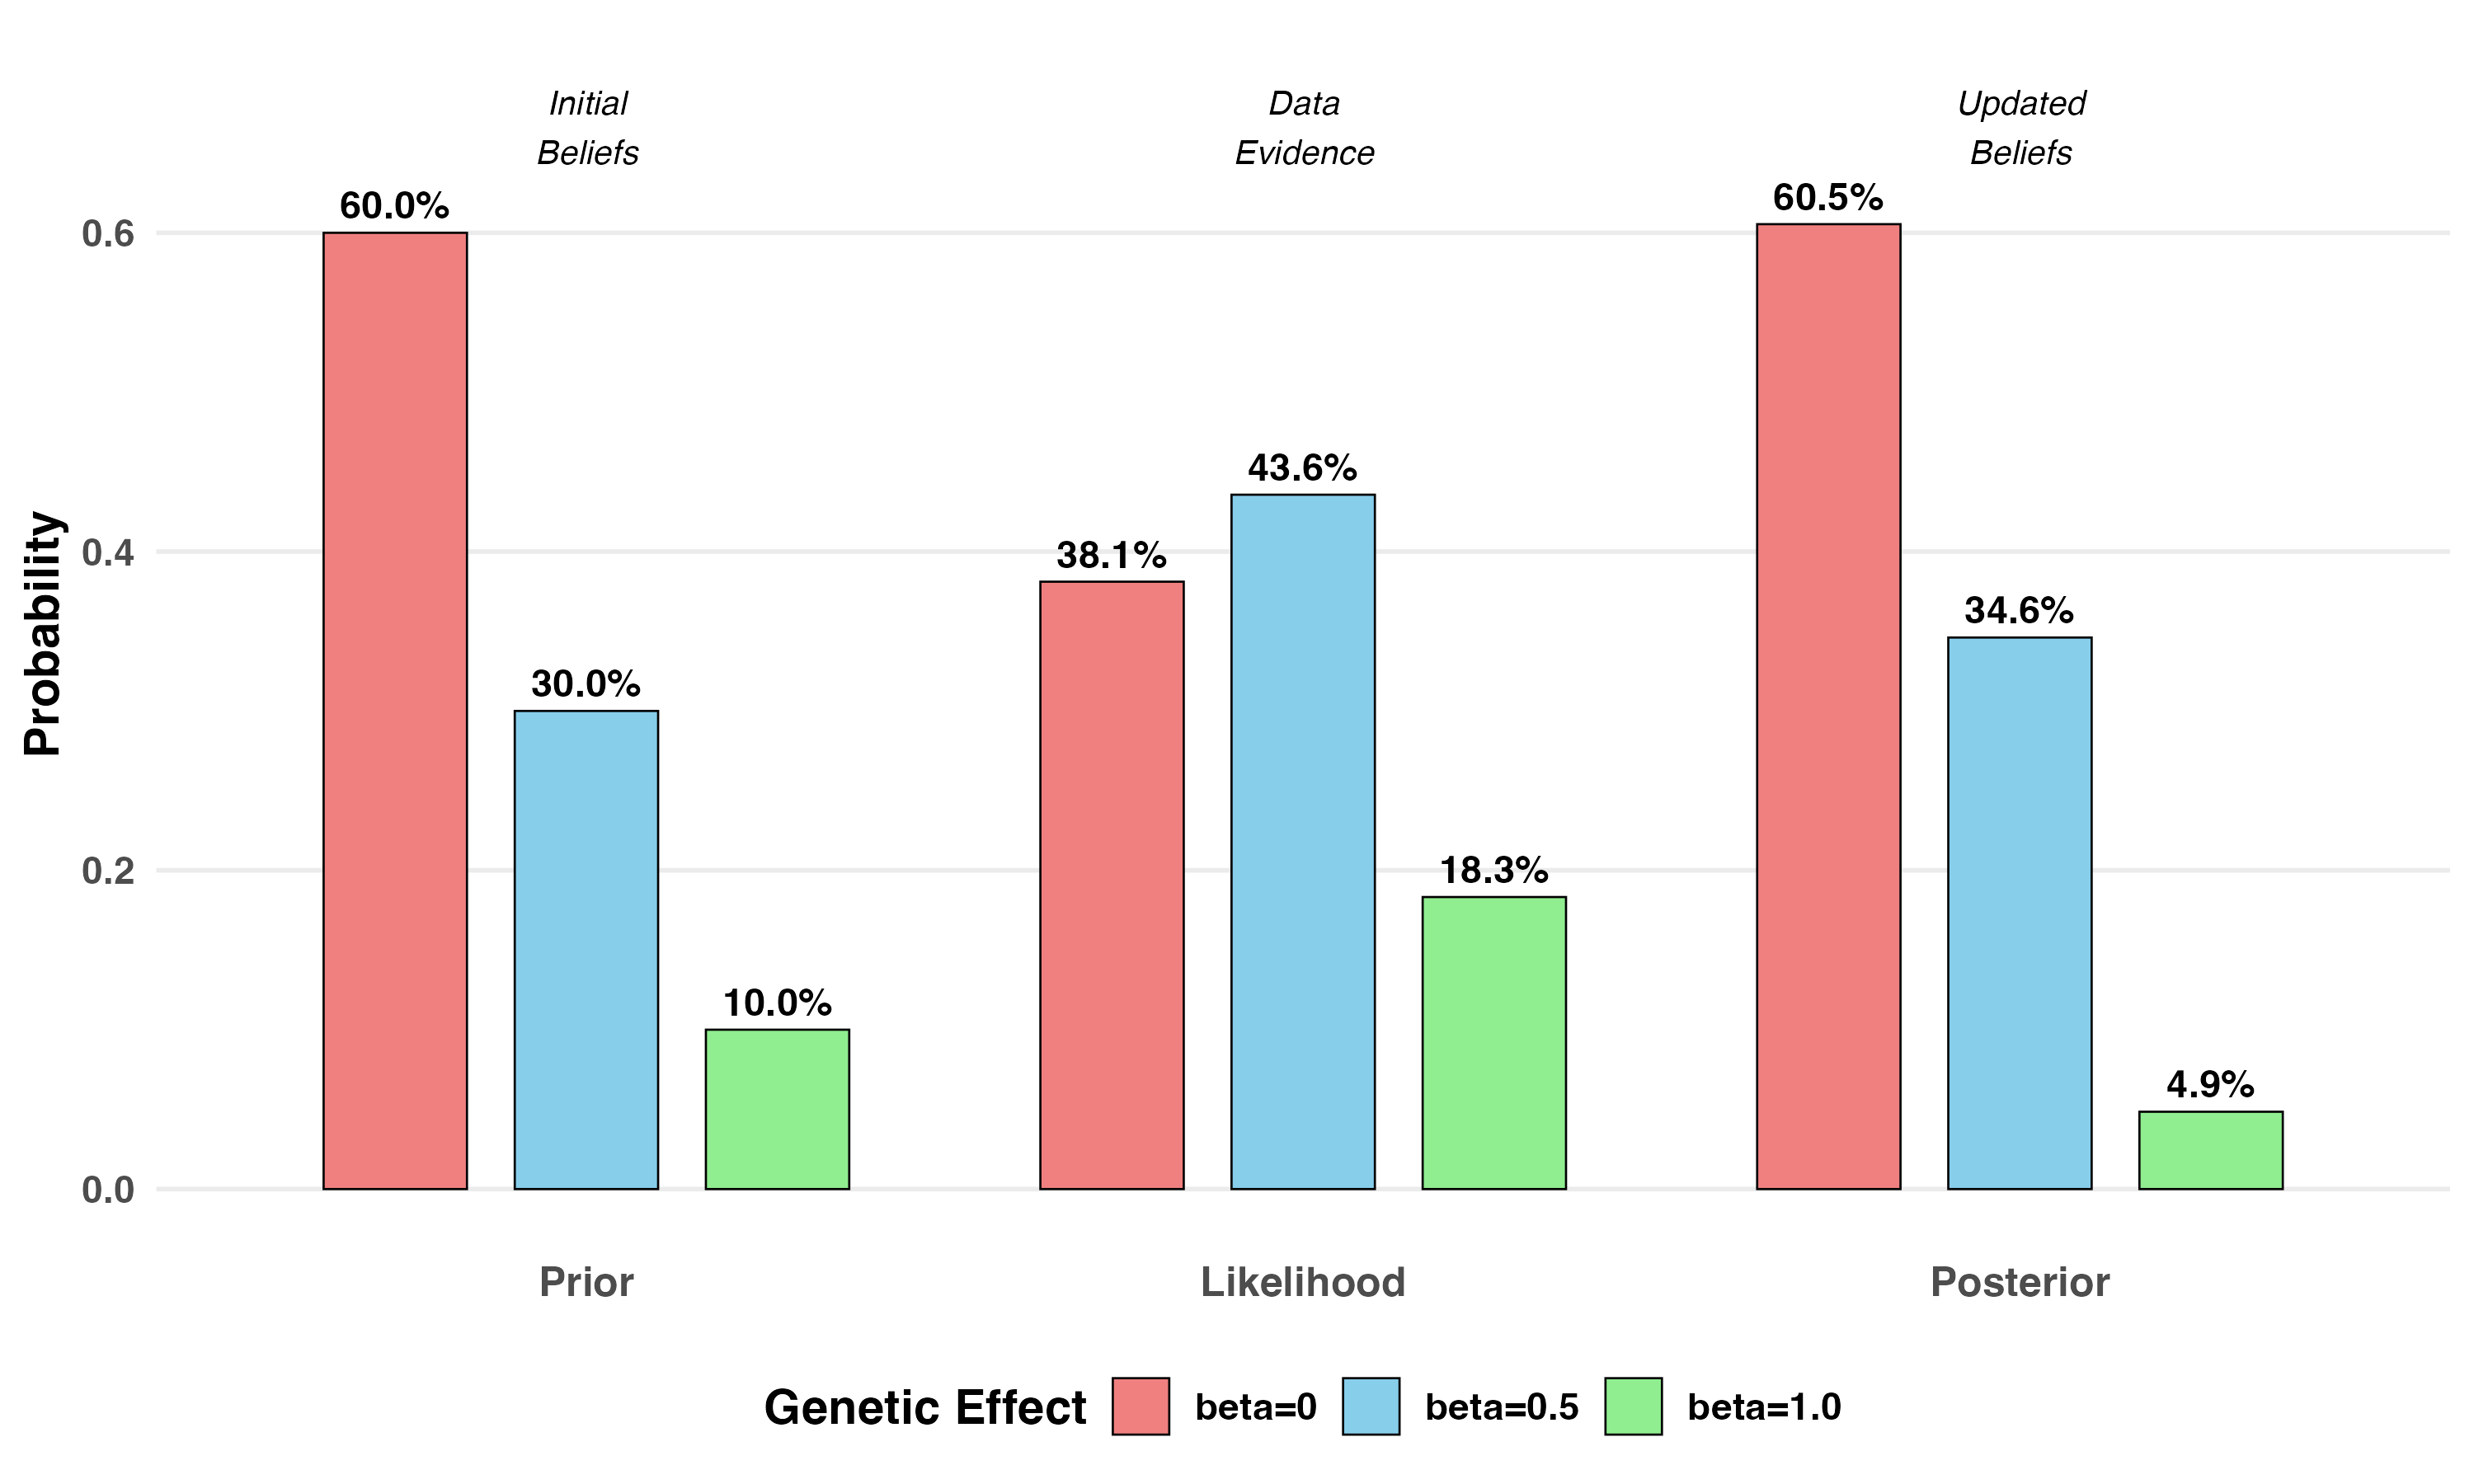 Initial
Beliefs
Data
Evidence
Updated
Beliefs
Probability
0.6
0.4
0.2
0.0
60.0%
30.0%
10.0%
38.1%
43.6%
18.3%
60.5%
34.6%
4.9%
Prior
Likelihood
Posterior
Genetic Effect
beta=0
beta=0.5
beta=1.0